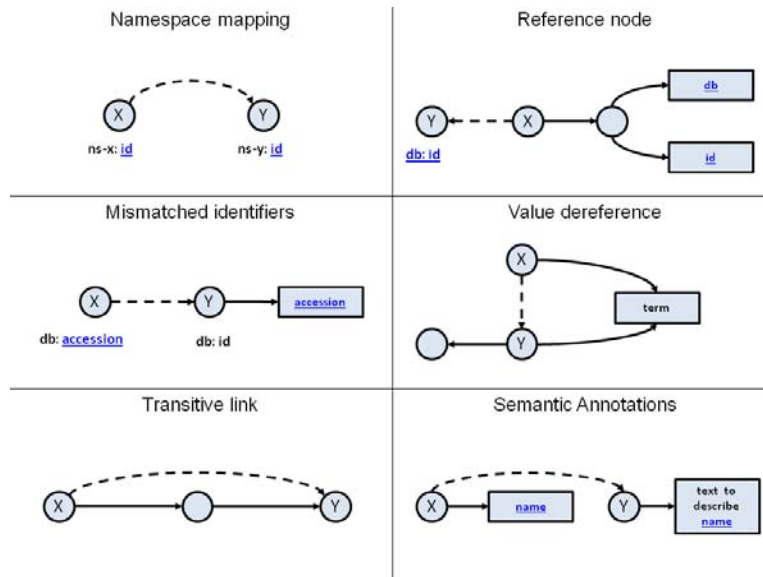 Namespace mapping
X
Y
ns-x: id
ns-y: id
Reference node
db
Y
X
db: id
id
Mismatched identifiers
X
Y
accession
db: accession
db: id
Value dereference
X
term
Y
Transitive link
X
Y
Semantic Annotations
X
name
Y
text to
describe
name